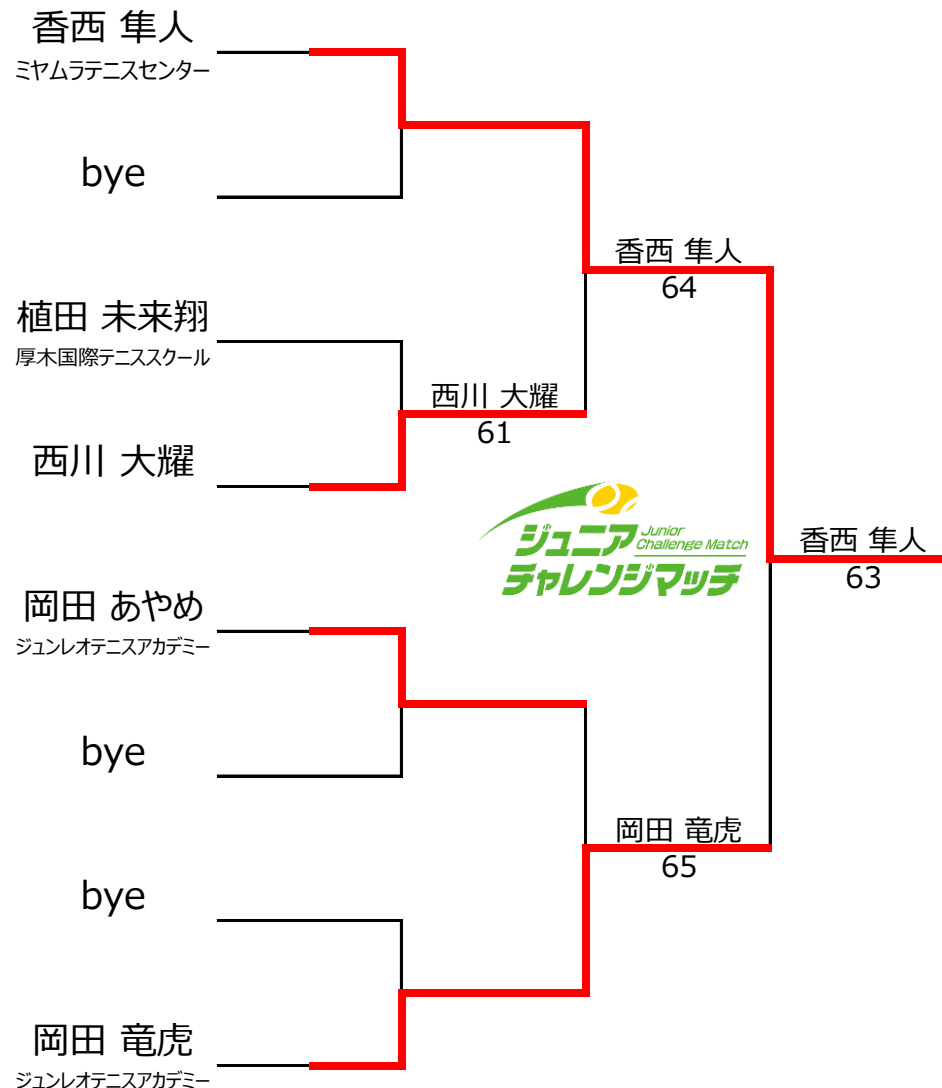 香西 隼人
ミヤムラテニスセンター
bye
香西 隼人
64
植田 未来翔
厚木国際テニススクール
西川 大耀
61
西川 大耀
ジュニア Junior Challenge Match
チャレンジマッチ
香西 隼人
63
岡田 あやめ
ジュンレオテニスアカデミー
bye
岡田 竜虎
65
bye
岡田 竜虎
ジュンレオテニスアカデミー